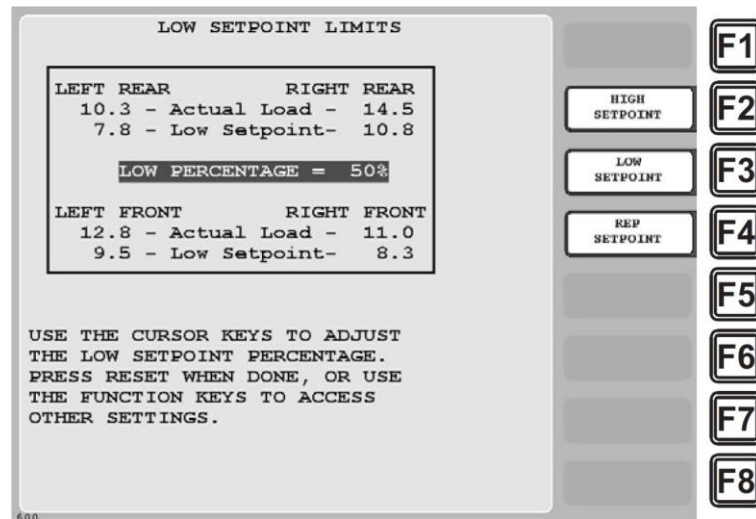 LOW SETPOINT LIMITS
LEFT REAR RIGHT REAR
10.3 - Actual Load - 14.5
7.8 - Low Setpoint- 10.8
LOW PERCENTAGE = 50%
LEFT FRONT RIGHT FRONT
12.8 - Actual Load - 11.0
9.5 - Low Setpoint- 8.3
USE THE CURSOR KEYS TO ADJUST
THE LOW SETPOINT PERCENTAGE.
PRESS RESET WHEN DONE, OR USE
THE FUNCTION KEYS TO ACCESS
OTHER SETTINGS.
HIGH
SETPOINT
LOW
SETPOINT
REP
SETPOINT
F1
F2
F3
F4
F5
F6
F7
F8